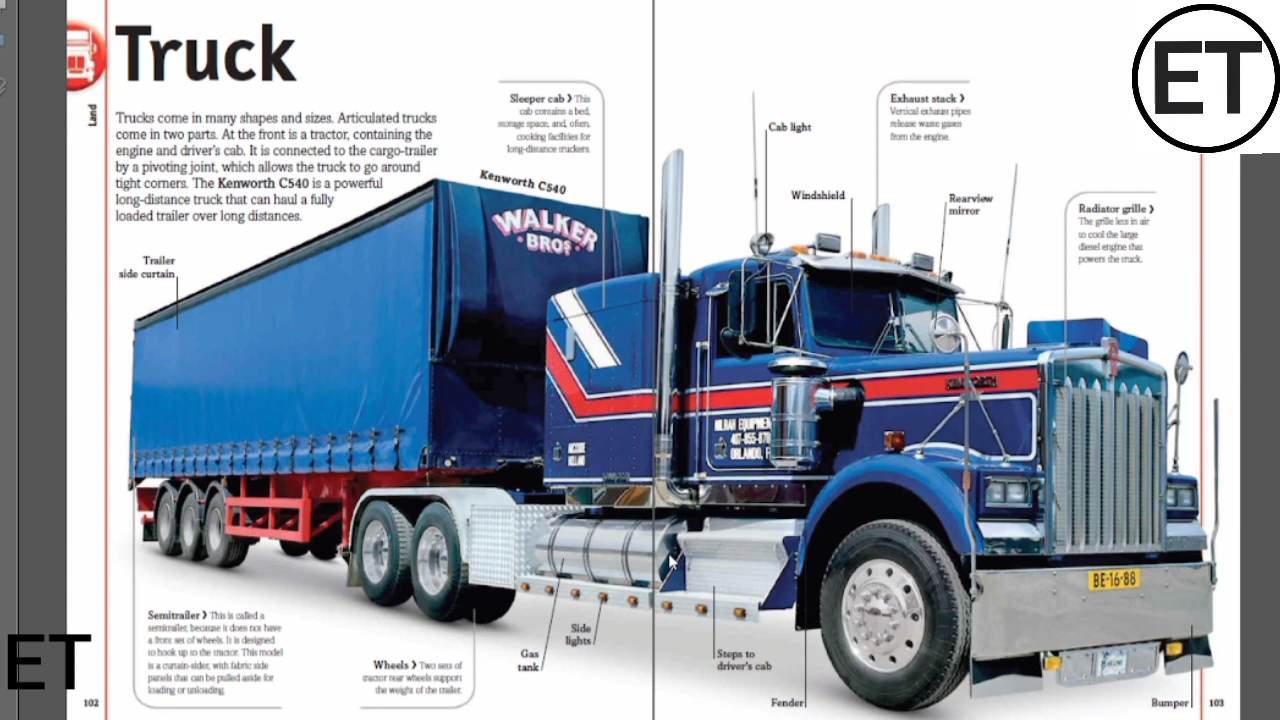 ET
Truck
Land
Trucks come in many shapes and sizes. Articulated trucks
come in two parts. At the front is a tractor, containing the
engine and driver's cab. It is connected to the cargo-trailer
by a pivoting joint, which allows the truck to go around
tight corners. The Kenworth C540 is a powerful
long-distance truck that can haul a fully
loaded trailer over long distances.
Sleeper cab ❯ This
cab contains a bed,
storage space, and, often,
cooking facilities for
long-distance truckers.
Exhaust stack ❯
Vertical exhaust pipes
release waste gases
from the engine.
Cab light
Kenworth C540
Windshield
Rearview
mirror
Radiator grille ❯
The grille lets in air
to cool the large
diesel engine that
powers the truck.
WALKER
BROS
Trailer
side curtain
KENWORTH
EQUIPMEN
ORLANDO, F
BE-16-88
Semitrailer ❯ This is called a
semitrailer, because it does not have
a front set of wheels. It is designed
to hook up to the tractor. This model
is a curtain-sider, with fabric side
panels that can be pulled aside for
loading or unloading.
Wheels ❯ Two sets of
tractor rear wheels support
the weight of the trailer.
Gas
tank
Side
lights
Steps to
driver's cab
Fender
Bumper
ET
102
103